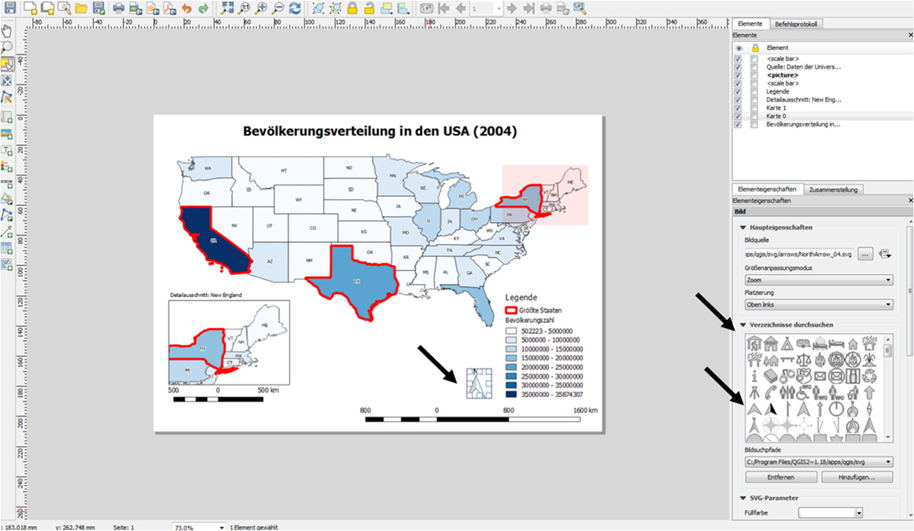 1
Elemente
Befehlsprotokoll
Elemente
Element
<scale bar>
Quelle: Daten der Univers...
<picture>
<scale bar>
Legende
Detailausschnitt: New Eng...
Karte 1
Karte 0
Bevölkerungsverteilung in...
Bevölkerungsverteilung in den USA (2004)
WA
MT
ND
MN
ME
OR
ID
SD
WI
MI
VT
NH
NY
WY
IA
PA
NV
UT
CO
IL
IN
OH
MO
KY
WV
VA
AZ
NM
OK
AR
TN
NC
MS
AL
GA
SC
LA
FL
Detailausschnitt: New England
ME
VT
NH
MA
CT
PA
500
0
500 km
Legende
Größte Staaten
Bevölkerungszahl
502223 - 5000000
5000000 - 10000000
10000000 - 15000000
15000000 - 20000000
20000000 - 25000000
25000000 - 30000000
30000000 - 35000000
35000000 - 35874307
800
0
800
1600 km
Elementeigenschaften
Zusammenstellung
Elementeigenschaften
Bild
Haupteigenschaften
Bildquelle
ps/qgis/svg/arrows/NorthArrow_04.svg
...
Größenanpassungsmodus
Zoom
Platzierung
Oben links
Verzeichnisse durchsuchen
Bildsuchpfade
C:/Program Files/QGIS2~1.18/apps/qgis/svg
Entfernen
Hinzufügen...
SVG-Parameter
Füllfarbe
: 183.018 mm
y: 262.748 mm
Seite: 1
73.0%
1 Element gewählt